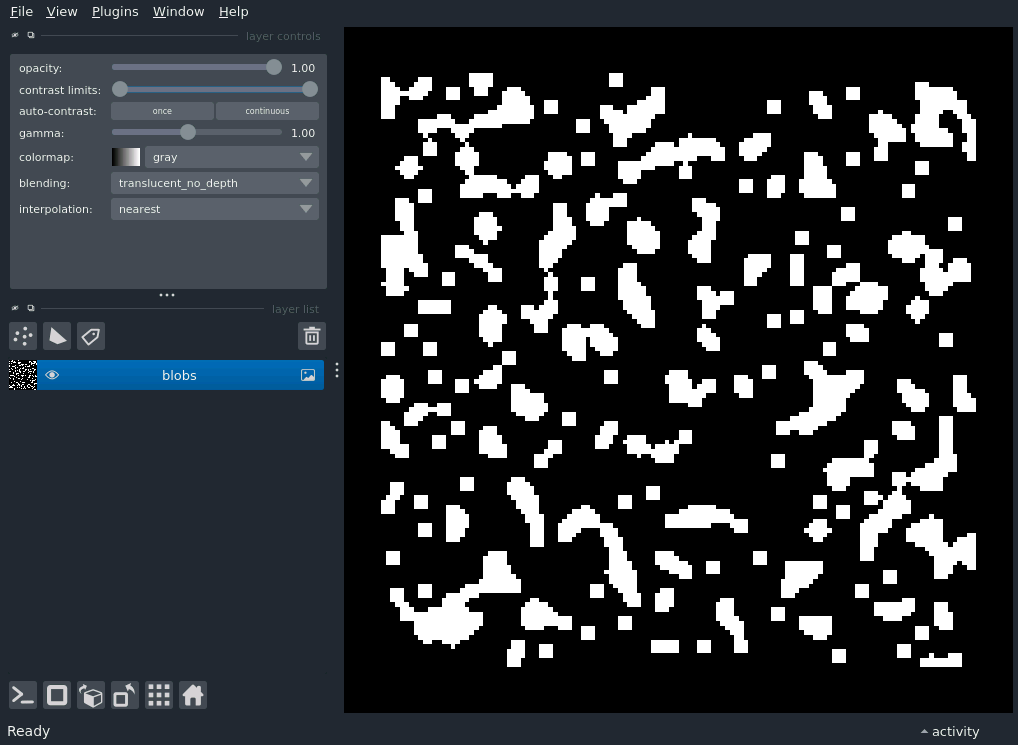 File View Plugins Window Help
layer controls
opacity: 1.00
contrast limits:
auto-contrast: once continuous
gamma: 1.00
colormap: gray
blending: translucent_no_depth
interpolation: nearest
layer list
blobs
Ready
activity